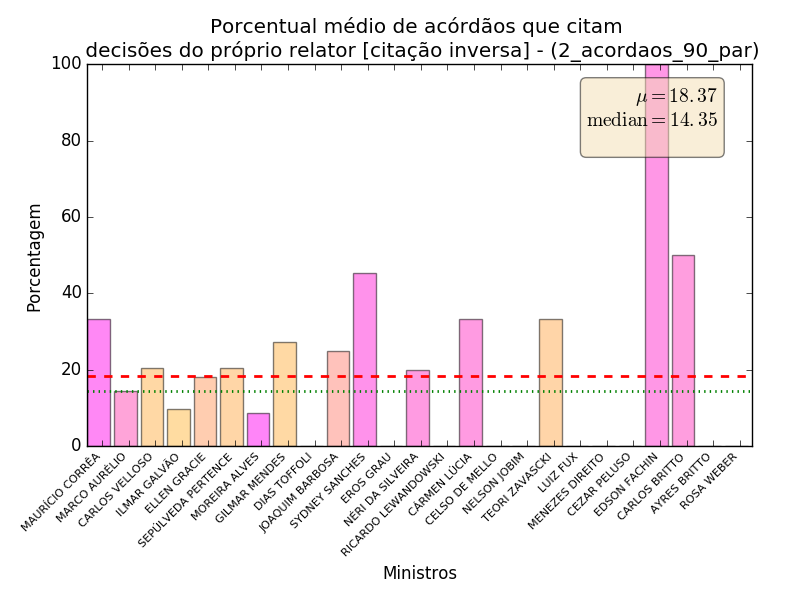 Porcentual médio de acórdãos que citam
decisões do próprio relator [citação inversa] - (2_acordaos_90_par)
μ = 18.37
median = 14.35
100
80
60
40
20
0
Porcentagem
MAURÍCIO CORRÊA
MARCO AURÉLIO
CARLOS VELLOSO
ILMAR GALVÃO
ELLEN GRACIE
SEPÚLVEDA PERTENCE
MOREIRA ALVES
GILMAR MENDES
DIAS TOFFOLI
JOAQUIM BARBOSA
SYDNEY SANCHES
EROS GRAU
NÉRI DA SILVEIRA
RICARDO LEWANDOWSKI
CÁRMEN LÚCIA
CELSO DE MELLO
NELSON JOBIM
TEORI ZAVASCKI
LUIZ FUX
MENEZES DIREITO
CEZAR PELUSO
EDSON FACHIN
CARLOS BRITTO
AYRES BRITTO
ROSA WEBER
Ministros